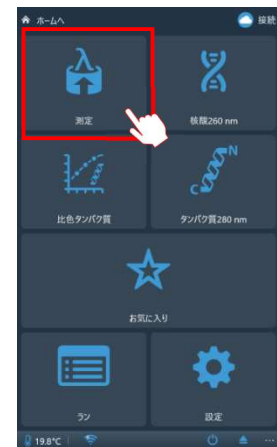 ホームへ 接続
λ
測定
核酸260 nm
比色タンパク質
N
C
タンパク質280 nm
お気に入り
ラン
設定
19.8°C